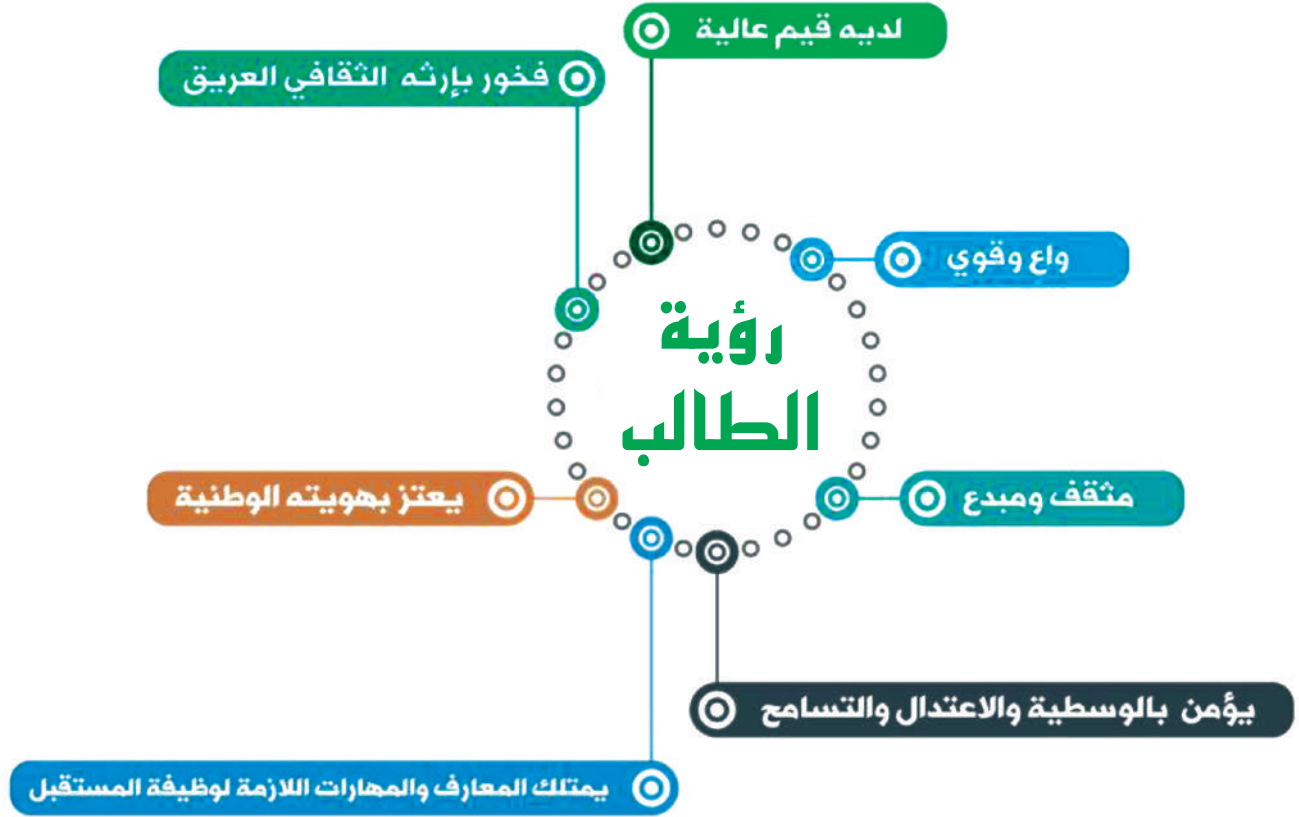 لديه قيم عالية
فخور بإرثه الثقافي العريق
واع وقوي
رؤية
الطالب
يعتز بهويته الوطنية
مثقف ومبدع
يؤمن بالوسطية والاعتدال والتسامح
يمتلك المعارف والمهارات اللازمة لوظيفة المستقبل